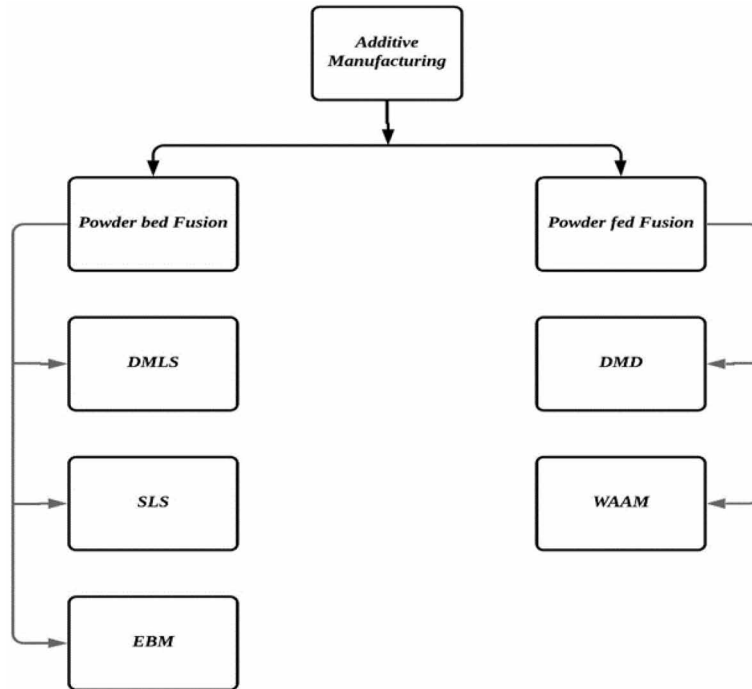 Additive
Manufacturing
Powder bed Fusion
Powder fed Fusion
DMLS
DMD
SLS
WAAM
EBM